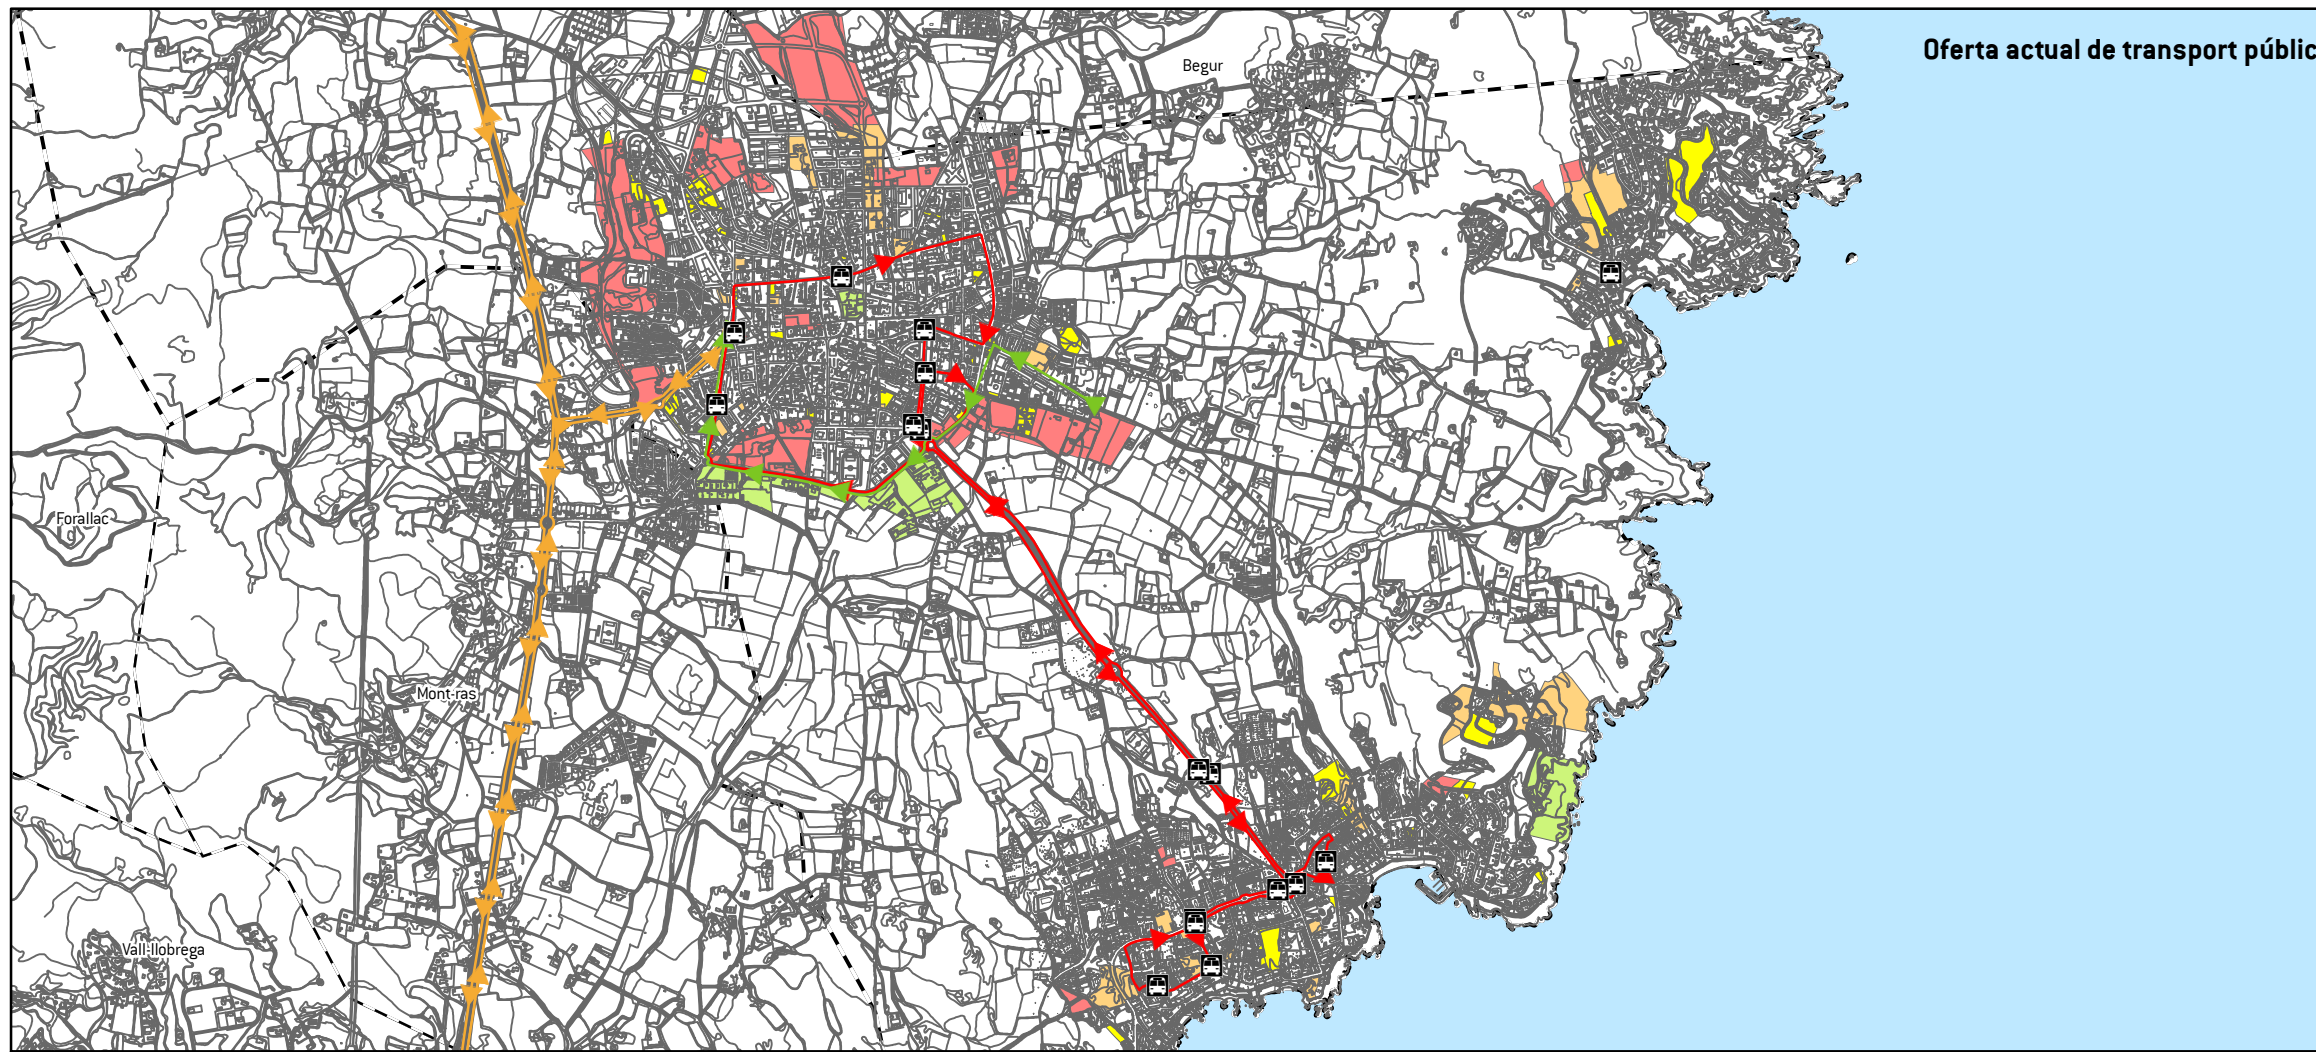 Oferta actual de transport públic
Begur
Forallac
Mont-ras
Vall-llobrega